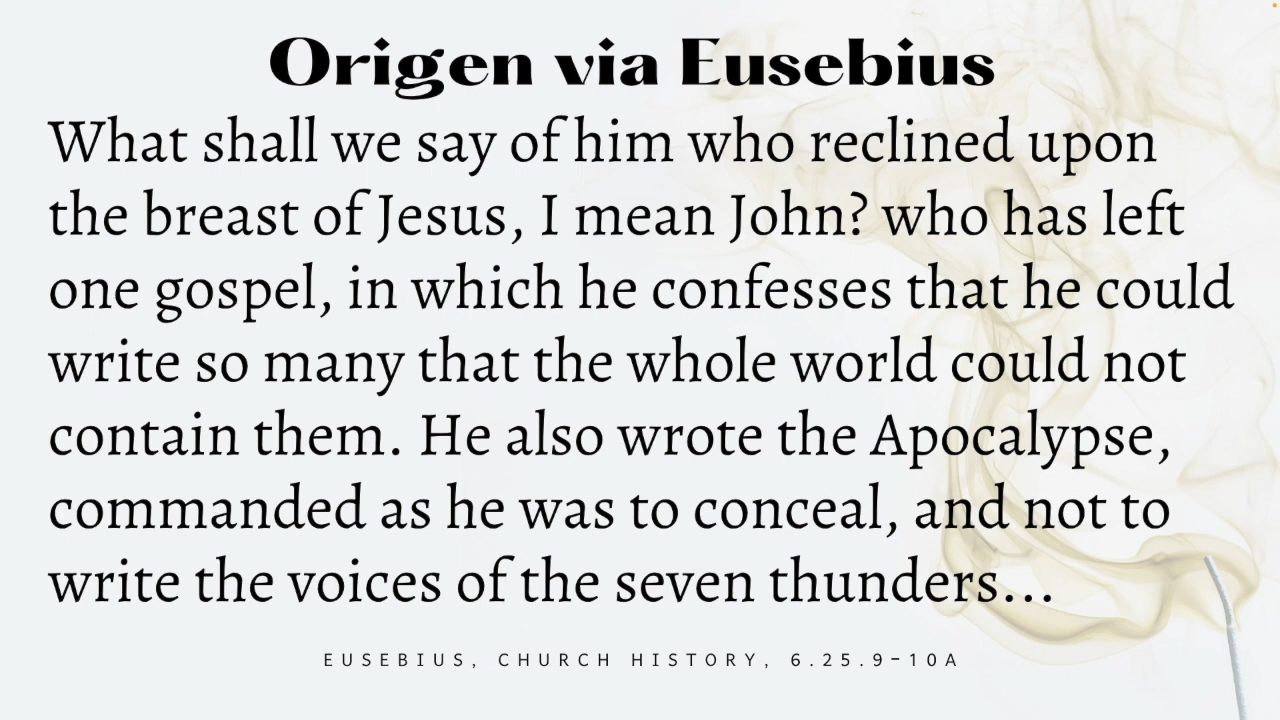 Origen via Eusebius
What shall we say of him who reclined upon
the breast of Jesus, I mean John? who has left
one gospel, in which he confesses that he could
write so many that the whole world could not
contain them. He also wrote the Apocalypse,
commanded as he was to conceal, and not to
write the voices of the seven thunders...
EUSEBIUS, CHURCH HISTORY, 6.25.9-10A